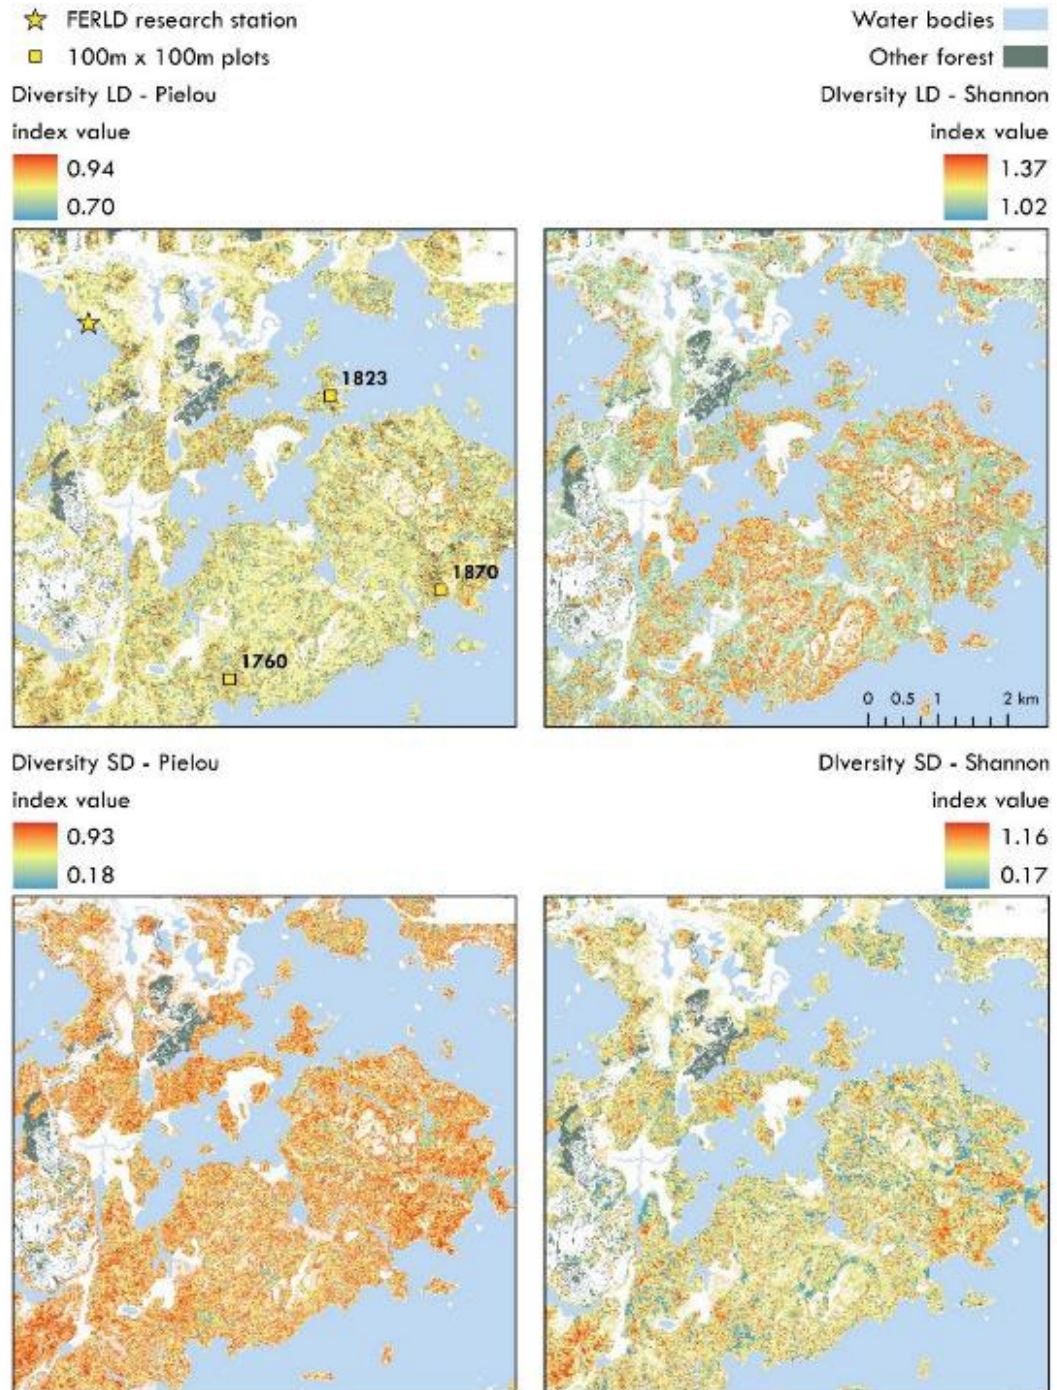 FERLD research station
100m x 100m plots
Water bodies
Other forest
Diversity LD - Pielou
index value
0.94
0.70
DIversity LD - Shannon
index value
1.37
1.02
1823
1870
1760
0 0.5 1 2 km
Diversity SD - Pielou
index value
0.93
0.18
DIversity SD - Shannon
index value
1.16
0.17